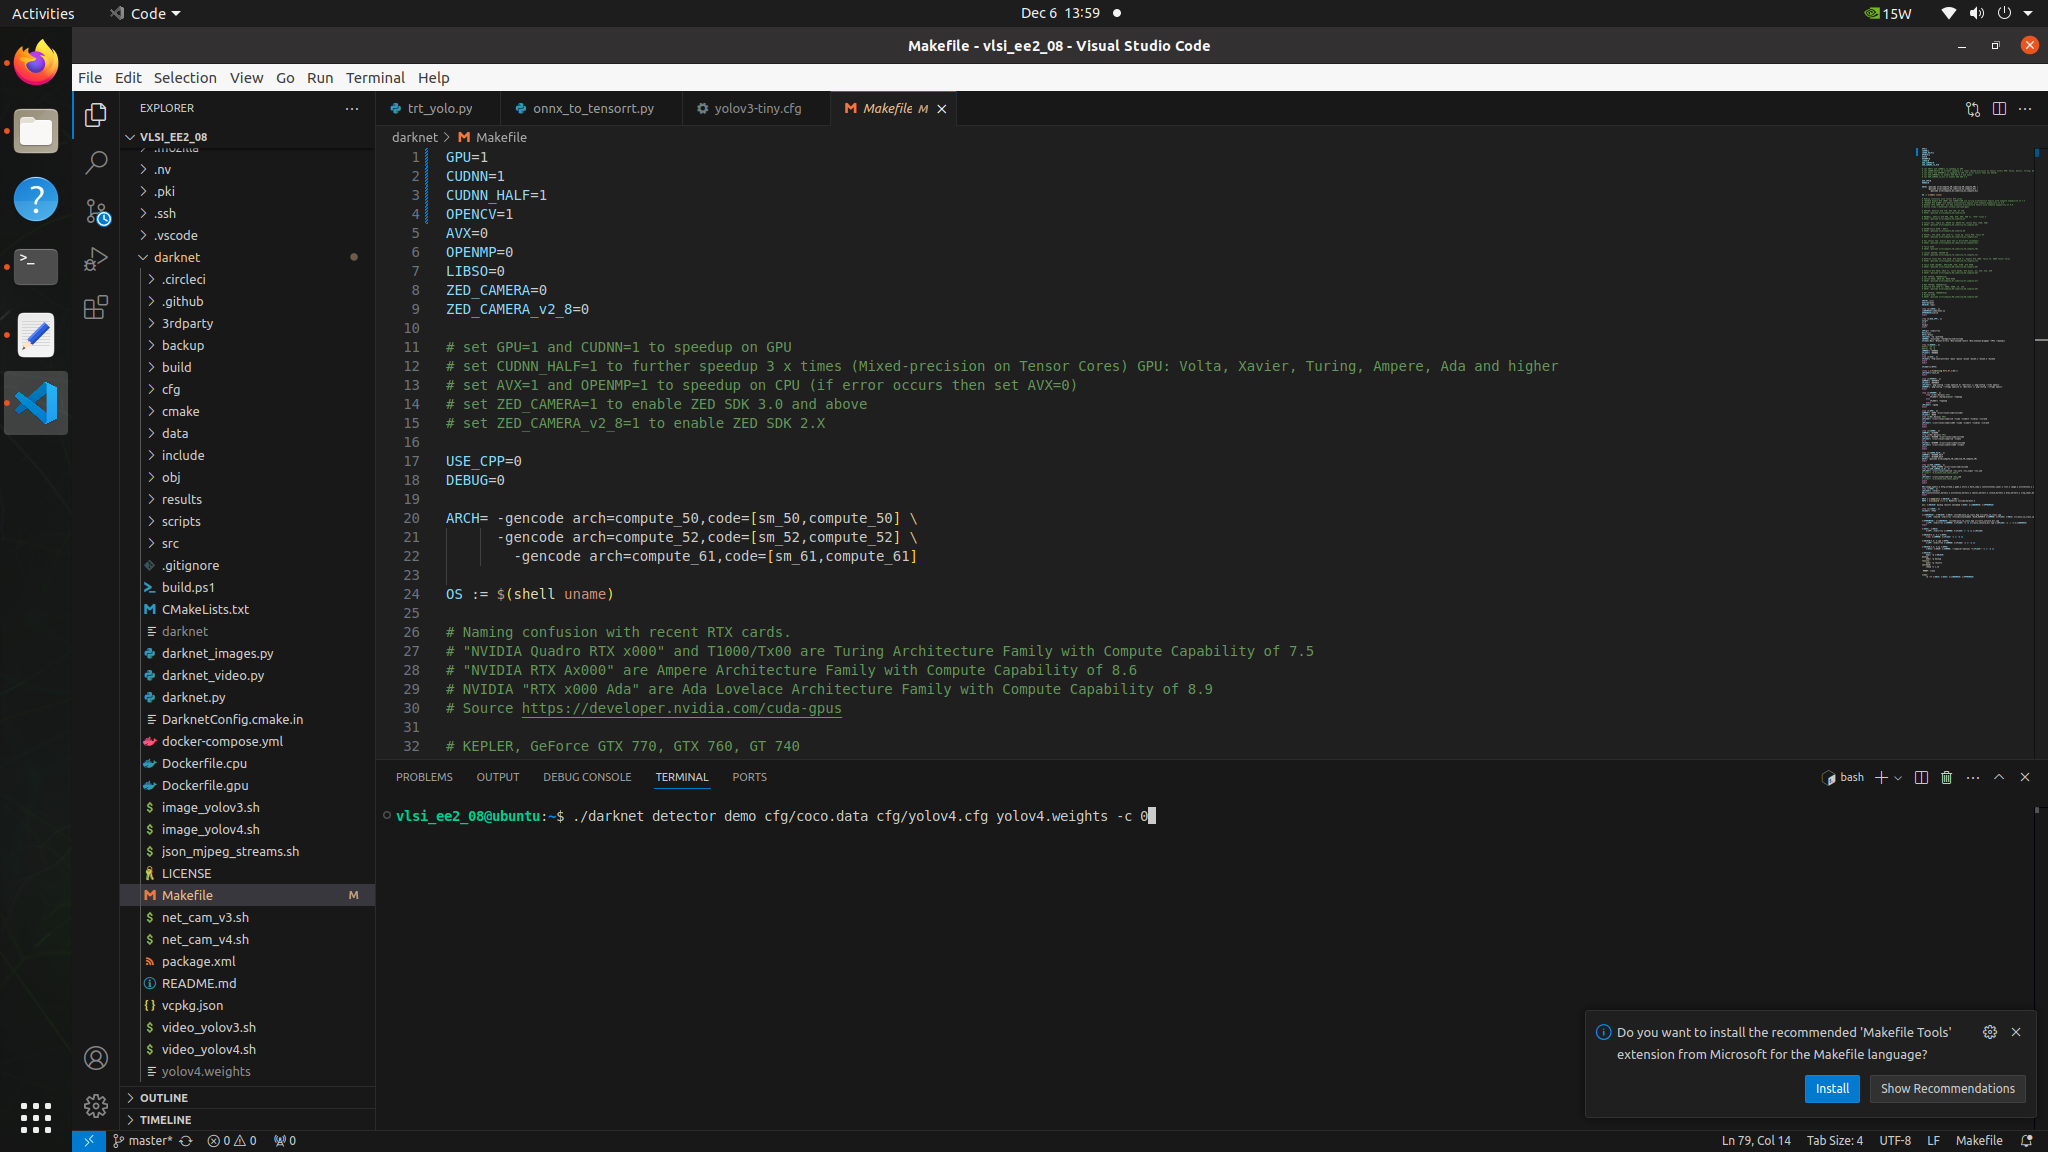 Activities
Code
Dec 6 13:59
15W
Makefile - vlsi_ee2_08 - Visual Studio Code
File Edit Selection View Go Run Terminal Help
EXPLORER
VLSI_EE2_08
.mozilla
.nv
.pki
.ssh
.vscode
darknet
.circleci
.github
3rdparty
backup
build
cfg
cmake
data
include
obj
results
scripts
src
.gitignore
build.ps1
CMakeLists.txt
darknet
darknet_images.py
darknet_video.py
darknet.py
DarknetConfig.cmake.in
docker-compose.yml
Dockerfile.cpu
Dockerfile.gpu
image_yolov3.sh
image_yolov4.sh
json_mjpeg_streams.sh
LICENSE
Makefile M
net_cam_v3.sh
net_cam_v4.sh
package.xml
README.md
vcpkg.json
video_yolov3.sh
video_yolov4.sh
yolov4.weights
OUTLINE
TIMELINE
trt_yolo.py onnx_to_tensorrt.py yolov3-tiny.cfg Makefile M
darknet > Makefile
1 GPU=1
2 CUDNN=1
3 CUDNN_HALF=1
4 OPENCV=1
5 AVX=0
6 OPENMP=0
7 LIBSO=0
8 ZED_CAMERA=0
9 ZED_CAMERA_v2_8=0
10
11 # set GPU=1 and CUDNN=1 to speedup on GPU
12 # set CUDNN_HALF=1 to further speedup 3 x times (Mixed-precision on Tensor Cores) GPU: Volta, Xavier, Turing, Ampere, Ada and higher
13 # set AVX=1 and OPENMP=1 to speedup on CPU (if error occurs then set AVX=0)
14 # set ZED_CAMERA=1 to enable ZED SDK 3.0 and above
15 # set ZED_CAMERA_v2_8=1 to enable ZED SDK 2.X
16
17 USE_CPP=0
18 DEBUG=0
19
20 ARCH= -gencode arch=compute_50,code=[sm_50,compute_50] \
21 -gencode arch=compute_52,code=[sm_52,compute_52] \
22 -gencode arch=compute_61,code=[sm_61,compute_61]
23
24 OS := $(shell uname)
25
26 # Naming confusion with recent RTX cards.
27 # "NVIDIA Quadro RTX x000" and T1000/Tx00 are Turing Architecture Family with Compute Capability of 7.5
28 # "NVIDIA RTX Ax000" are Ampere Architecture Family with Compute Capability of 8.6
29 # NVIDIA "RTX x000 Ada" are Ada Lovelace Architecture Family with Compute Capability of 8.9
30 # Source https://developer.nvidia.com/cuda-gpus
31
32 # KEPLER, GeForce GTX 770, GTX 760, GT 740
PROBLEMS OUTPUT DEBUG CONSOLE TERMINAL PORTS
bash
vlsi_ee2_08@ubuntu:~$ ./darknet detector demo cfg/coco.data cfg/yolov4.cfg yolov4.weights -c 0
Do you want to install the recommended 'Makefile Tools'
extension from Microsoft for the Makefile language?
Install Show Recommendations
master* 0 0 0
Ln 79, Col 14 Tab Size: 4 UTF-8 LF Makefile